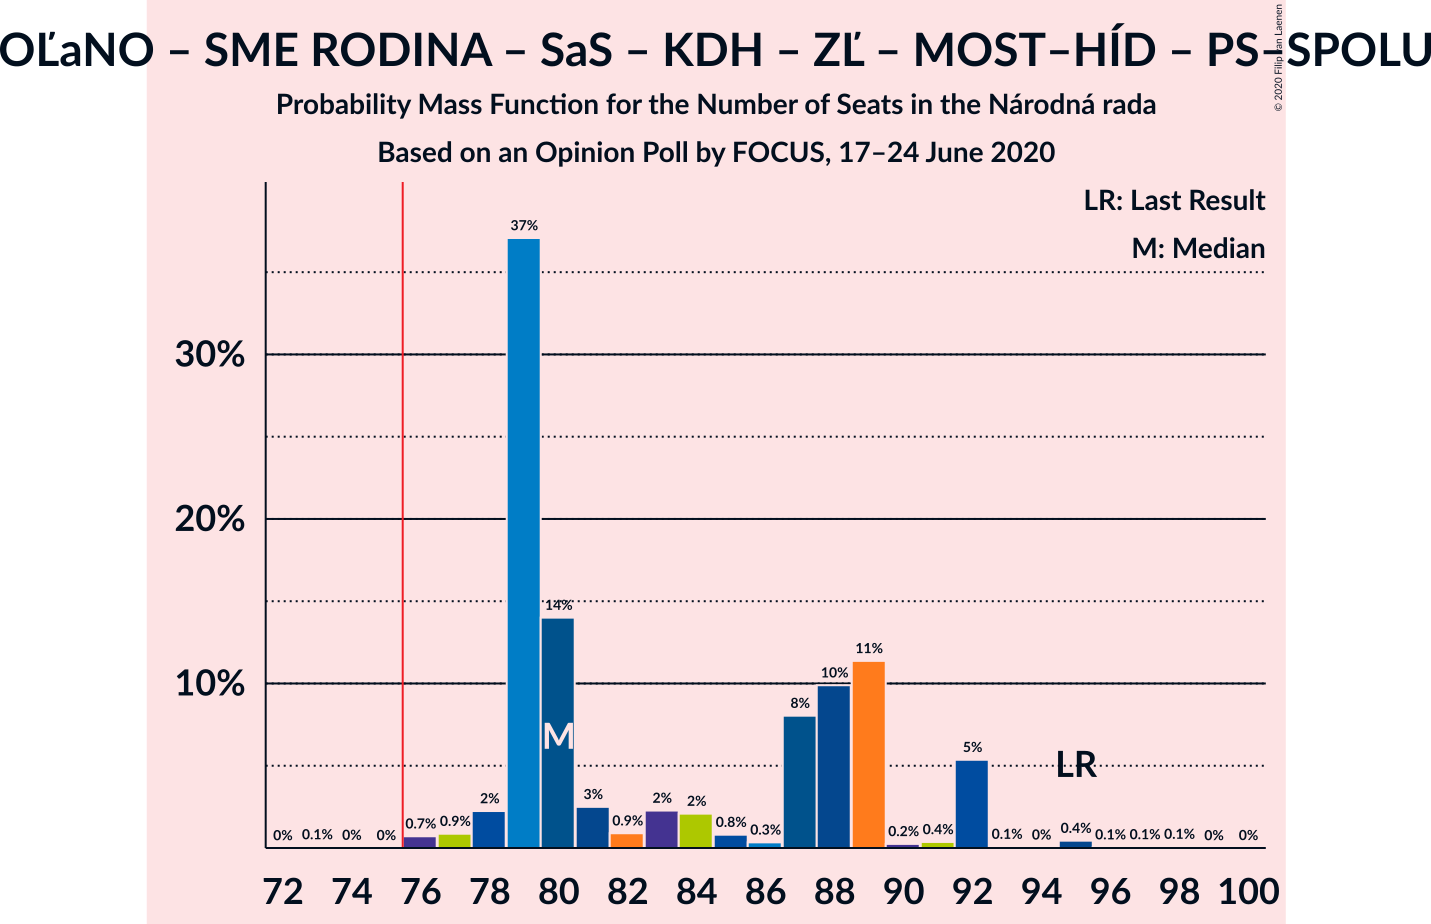 OĽaNO – SME RODINA – SaS – KDH – ZĽ – MOST–HÍD – PS–SPOLU
© 2020 Filip van Laenen
Probability Mass Function for the Number of Seats in the Národná rada
Based on an Opinion Poll by FOCUS, 17–24 June 2020
LR: Last Result
M: Median
30%
20%
10%
0% 0.1% 0% 0% 0.7% 0.9% 2% 37% 14% 3% 0.9% 2% 2% 0.8% 0.3% 8% 10% 11% 0.2% 0.4% 5% 0.1% 0% 0.4% 0.1% 0.1% 0.1% 0% 0%
M
LR
72 74 76 78 80 82 84 86 88 90 92 94 96 98 100